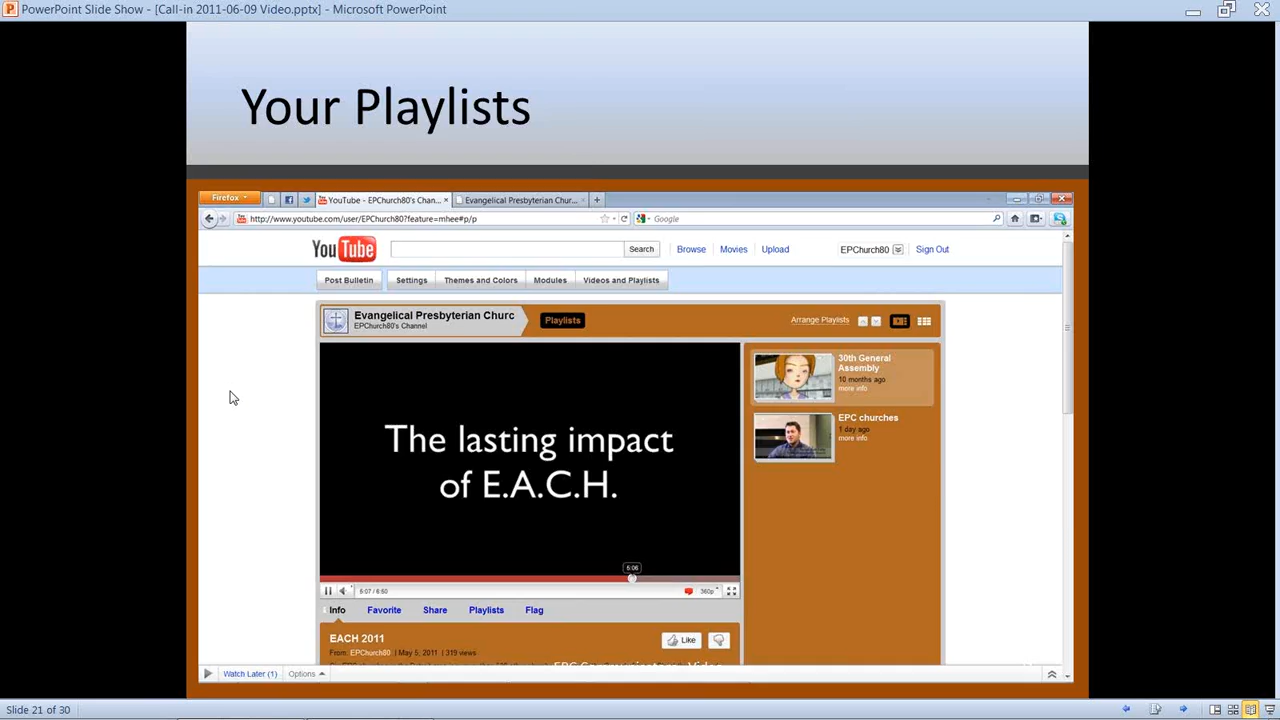 PowerPoint Slide Show - [Call-in 2011-06-09 Video.pptx] - Microsoft PowerPoint
Your Playlists
Firefox
YouTube - EPChurch80's Chan...
Evangelical Presbyterian Chur...
http://www.youtube.com/user/EPChurch80?feature=mhee#p/p
Google
YouTube
Search
Browse
Movies
Upload
EPChurch80
Sign Out
Post Bulletin
Settings
Themes and Colors
Modules
Videos and Playlists
Evangelical Presbyterian Churc
EPChurch80's Channel
Playlists
Arrange Playlists
The lasting impact
of E.A.C.H.
30th General
Assembly
10 months ago
more info
EPC churches
1 day ago
more info
5:06
5:07 / 6:50
360p
Info
Favorite
Share
Playlists
Flag
EACH 2011
Like
From: EPChurch80 | May 5, 2011 | 319 views
Watch Later (1)
Options
Slide 21 of 30